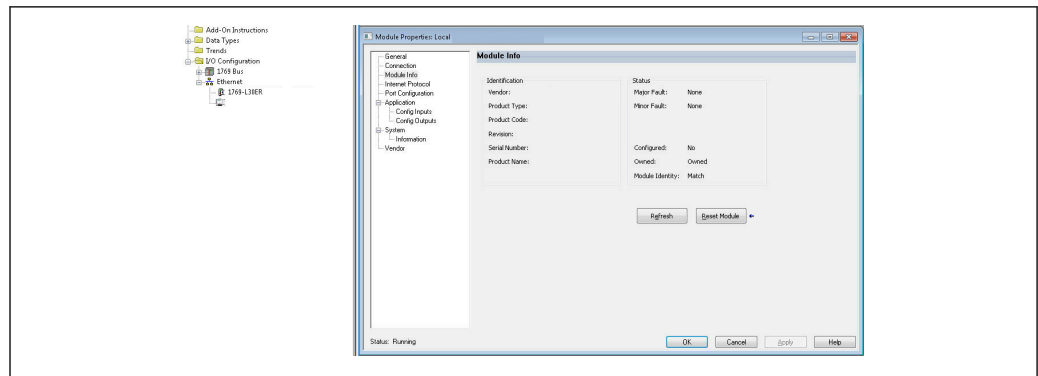 Add-On Instructions
Data Types
Trends
I/O Configuration
1769 Bus
Ethernet
1769-L30ER
Module Properties: Local
General
Connection
Module Info
Internet Protocol
Port Configuration
Application
Config Inputs
Config Outputs
System
Information
Vendor
Module Info
Identification
Vendor:
Product Type:
Product Code:
Revision:
Serial Number:
Product Name:
Status
Major Fault: None
Minor Fault: None
Configured: No
Owned: Owned
Module Identity: Match
Refresh Reset Module
Status: Running
OK Cancel Apply Help